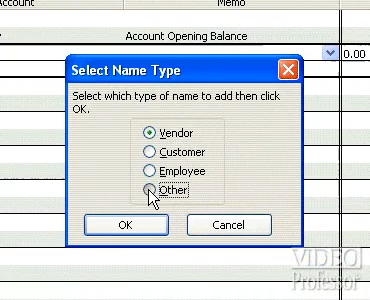 Account Memo
Account Opening Balance
0.00
Select Name Type
Select which type of name to add then click
OK.
Vendor
Customer
Employee
Other
OK Cancel
VIDEO
Professor